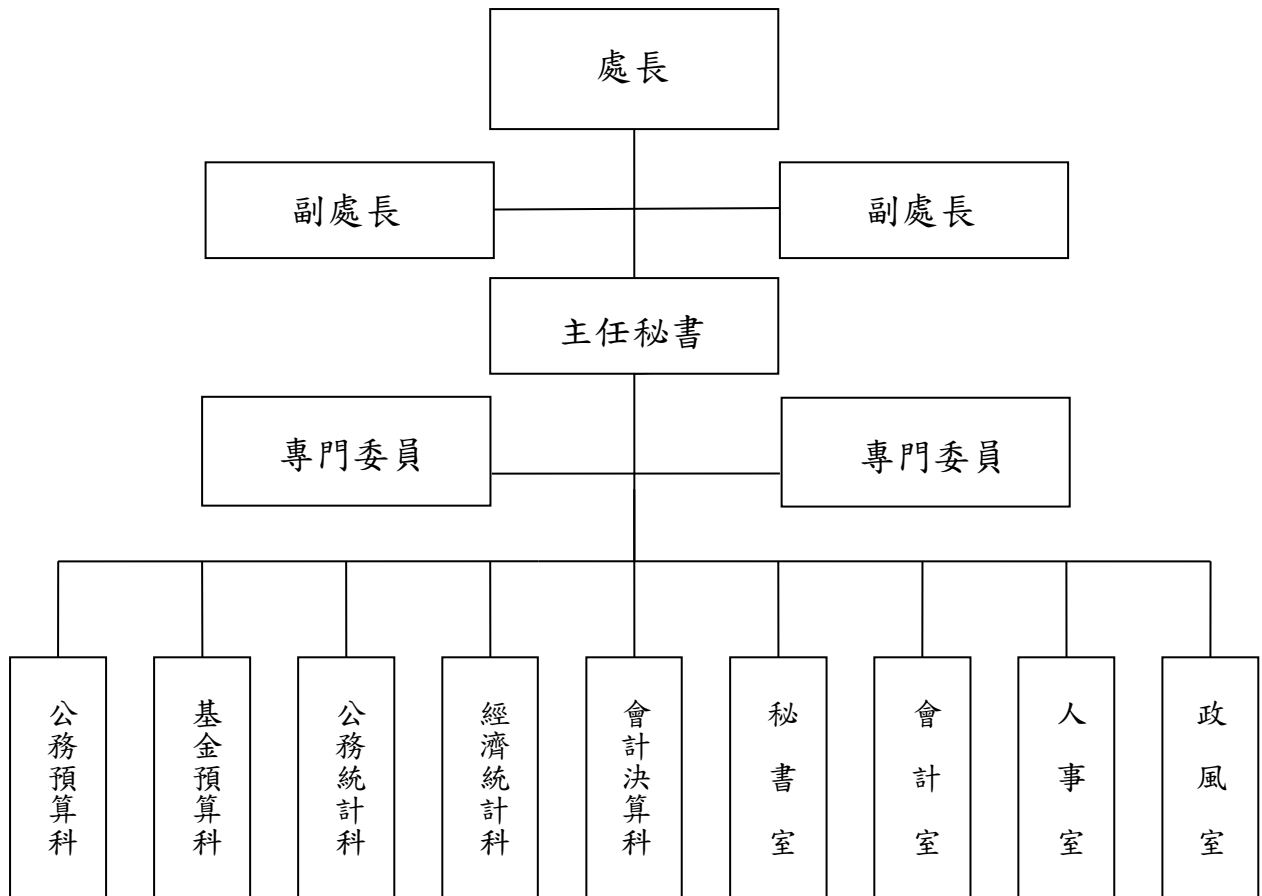 處長
副處長
副處長
主任秘書
專門委員
專門委員
公務預算科
基金預算科
公務統計科
經濟統計科
會計決算科
秘書室
會計室
人事室
政風室